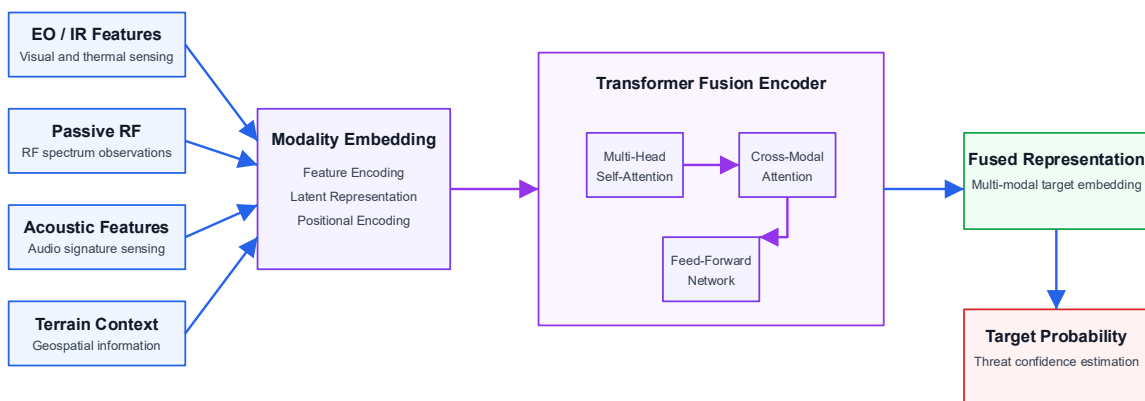 EO / IR Features
Visual and thermal sensing
Passive RF
RF spectrum observations
Acoustic Features
Audio signature sensing
Terrain Context
Geospatial information
Modality Embedding
Feature Encoding
Latent Representation
Positional Encoding
Transformer Fusion Encoder
Multi-Head
Self-Attention
Cross-Modal
Attention
Feed-Forward
Network
Fused Representation
Multi-modal target embedding
Target Probability
Threat confidence estimation